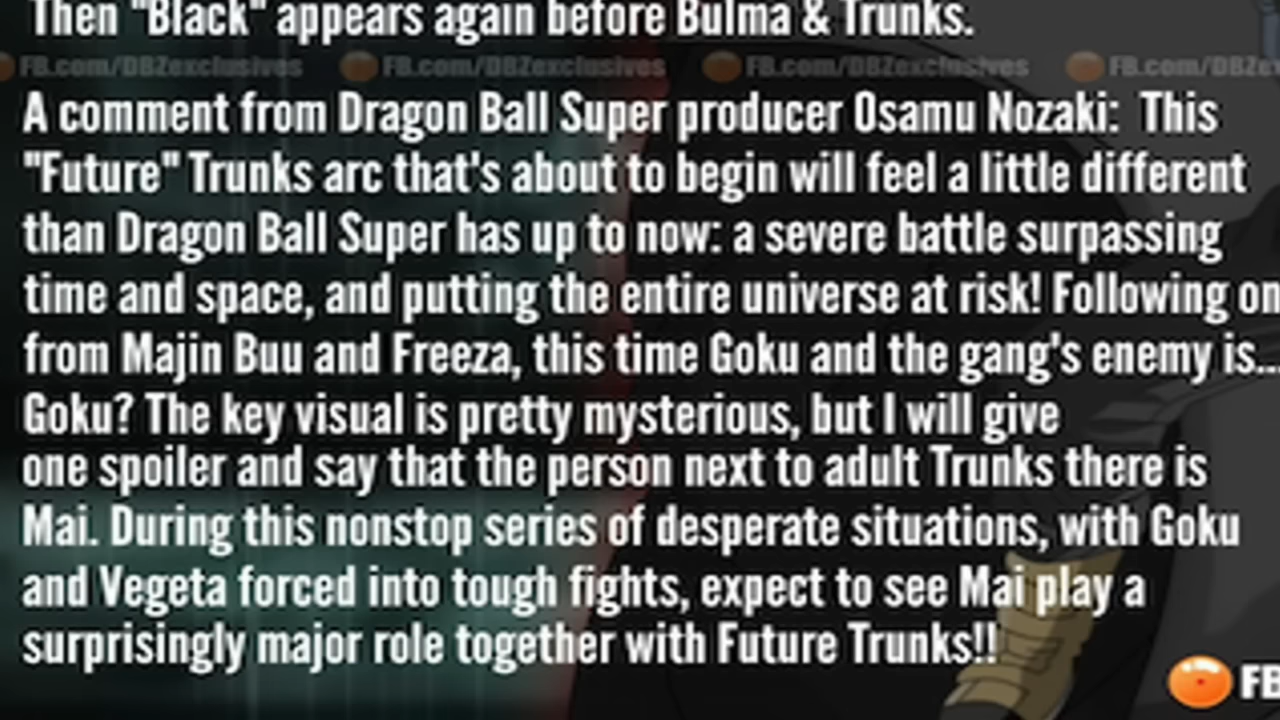 Then "Black" appears again before Bulma & Trunks.
FB.com/DBZexclusives FB.com/DBZexclusives FB.com/DBZexclusives FB.com/DBZex
A comment from Dragon Ball Super producer Osamu Nozaki: This
"Future" Trunks arc that's about to begin will feel a little different
than Dragon Ball Super has up to now: a severe battle surpassing
time and space, and putting the entire universe at risk! Following on
from Majin Buu and Freeza, this time Goku and the gang's enemy is...
Goku? The key visual is pretty mysterious, but I will give
one spoiler and say that the person next to adult Trunks there is
Mai. During this nonstop series of desperate situations, with Goku
and Vegeta forced into tough fights, expect to see Mai play a
surprisingly major role together with Future Trunks!!
FB